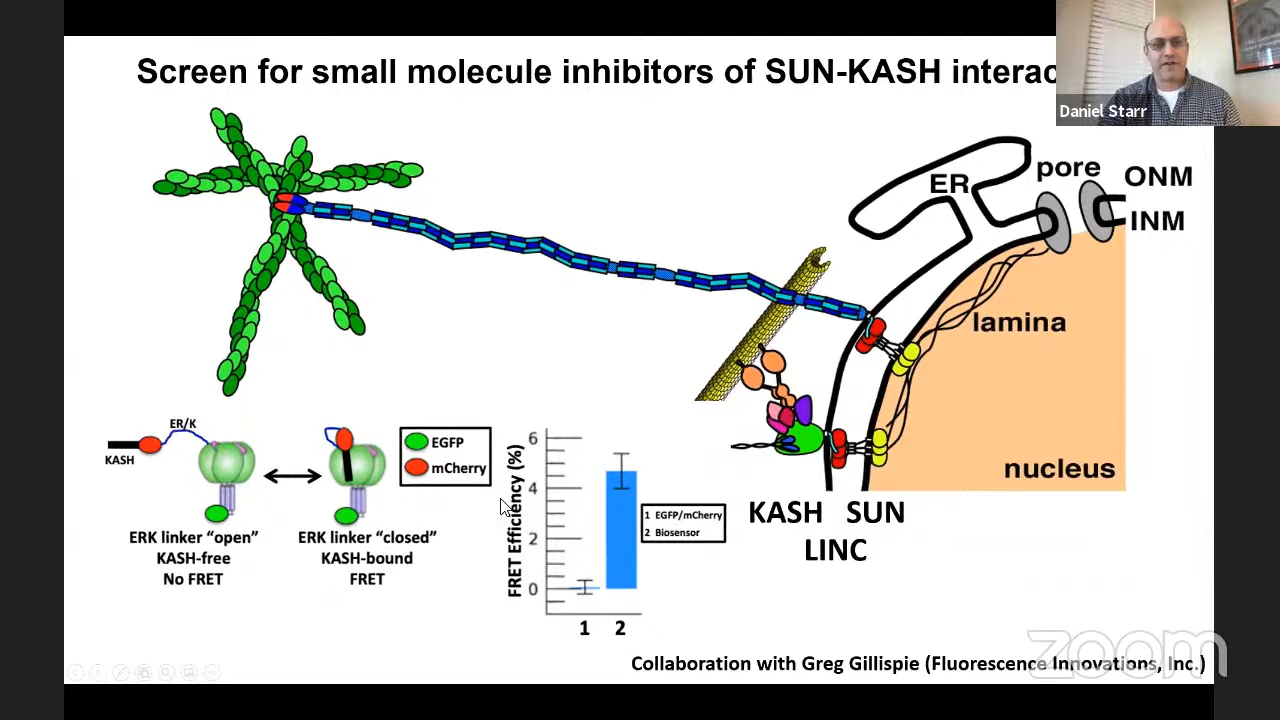 Screen for small molecule inhibitors of SUN-KASH
Daniel Starr
ER
pore
ONM
INM
lamina
nucleus
KASH SUN
LINC
ER/K
KASH
EGFP
mCherry
ERK linker “open”
KASH-free
No FRET
ERK linker “closed”
KASH-bound
FRET
FRET Efficiency (%)
6
4
2
0
1 2
1 EGFP/mCherry
2 Biosensor
Collaboration with Greg Gillispie (Fluorescence Innovations, Inc.)
zoom